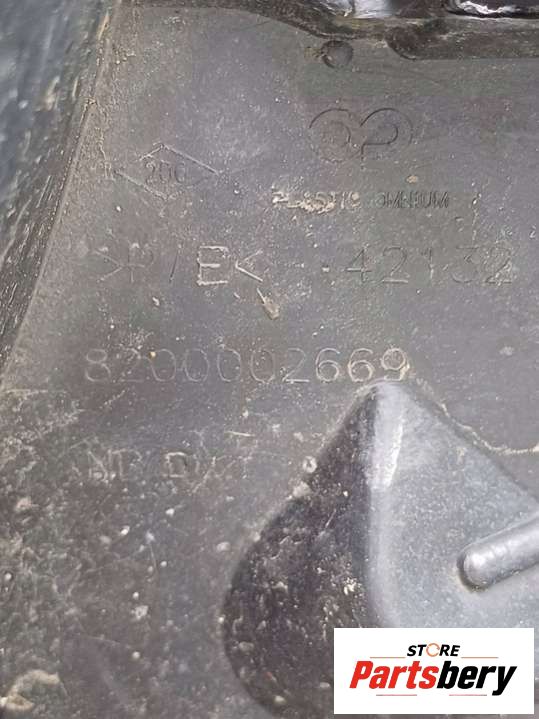 200
PLASTIC OMNIUM
>P/E< 42132
8200002669
STORE
Partsbery